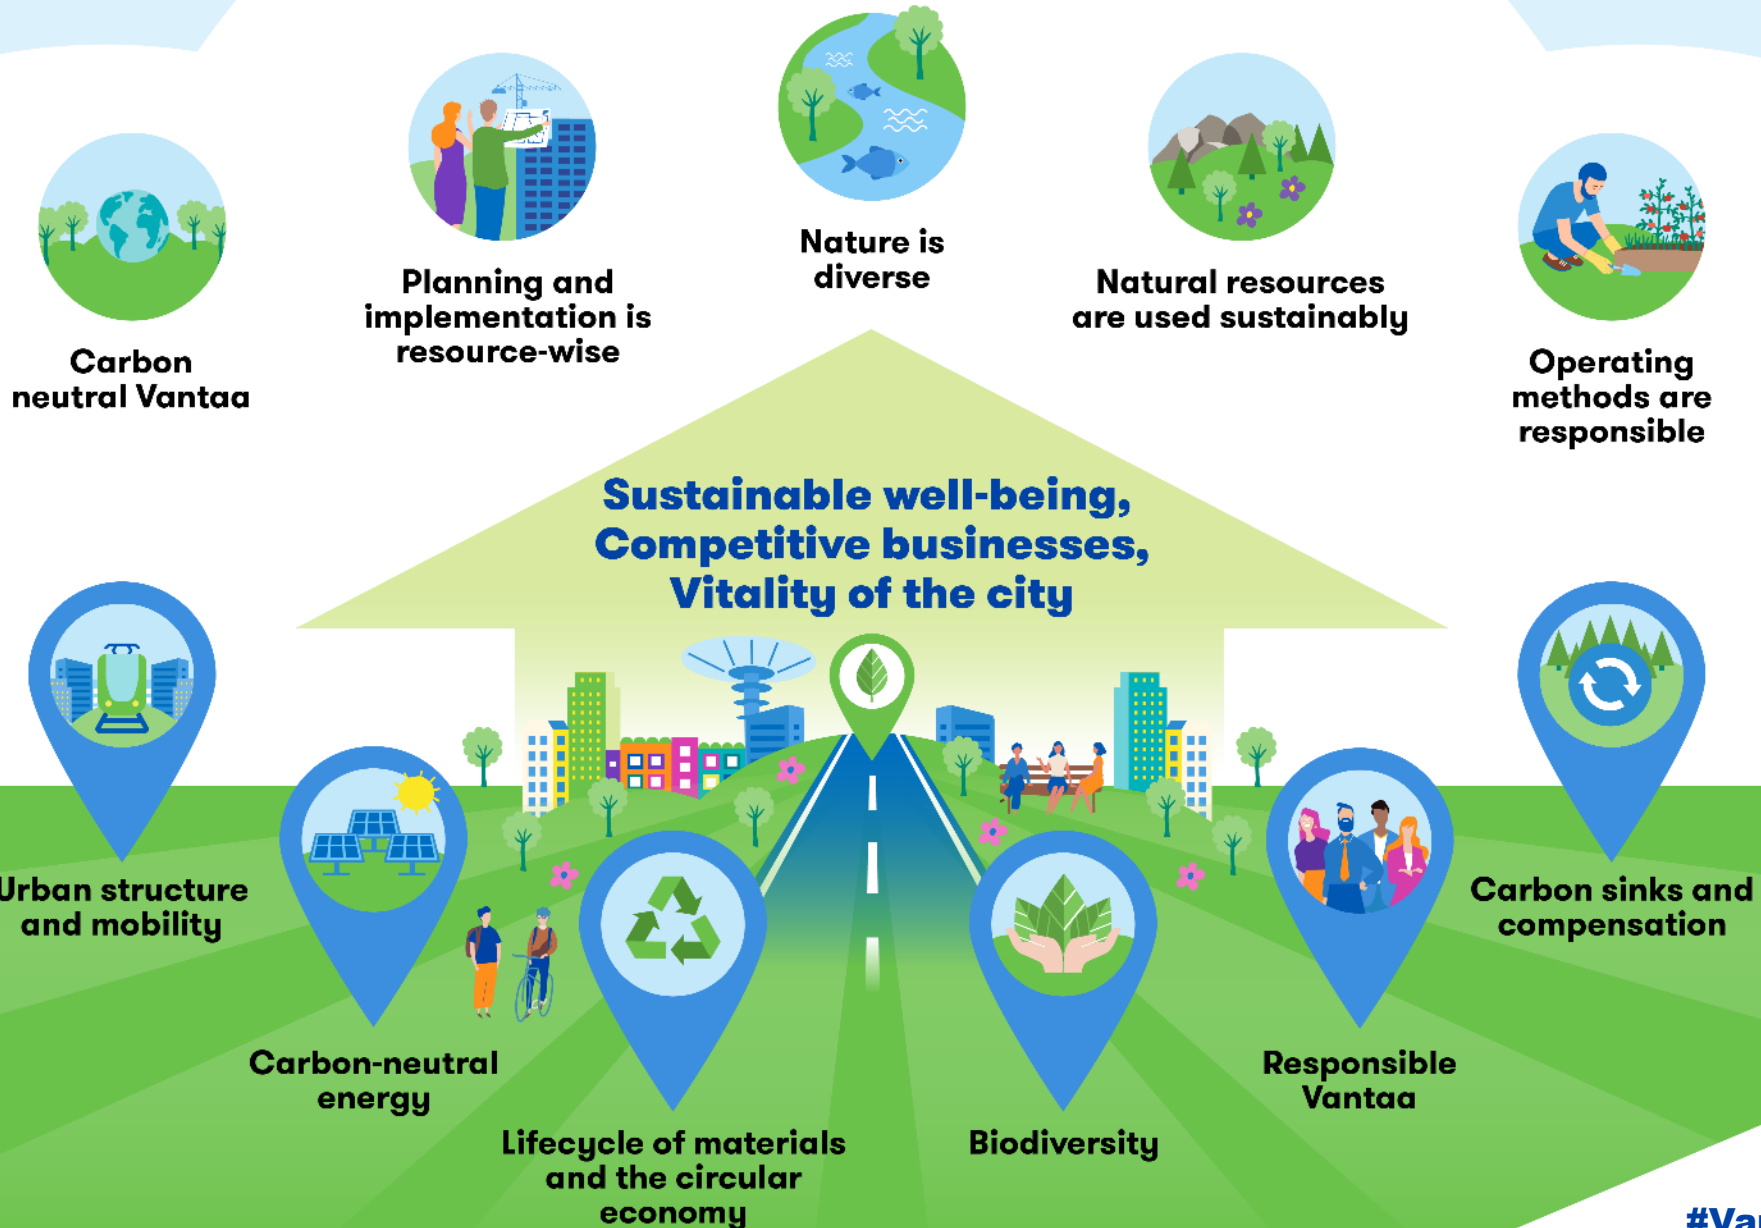 Nature is
diverse
Planning and
implementation is
resource-wise
Natural resources
are used sustainably
Carbon
neutral Vantaa
Operating
methods are
responsible
Sustainable well-being,
Competitive businesses,
Vitality of the city
Urban structure
and mobility
Carbon sinks and
compensation
Carbon-neutral
energy
Responsible
Vantaa
Lifecycle of materials
and the circular
economy
Biodiversity